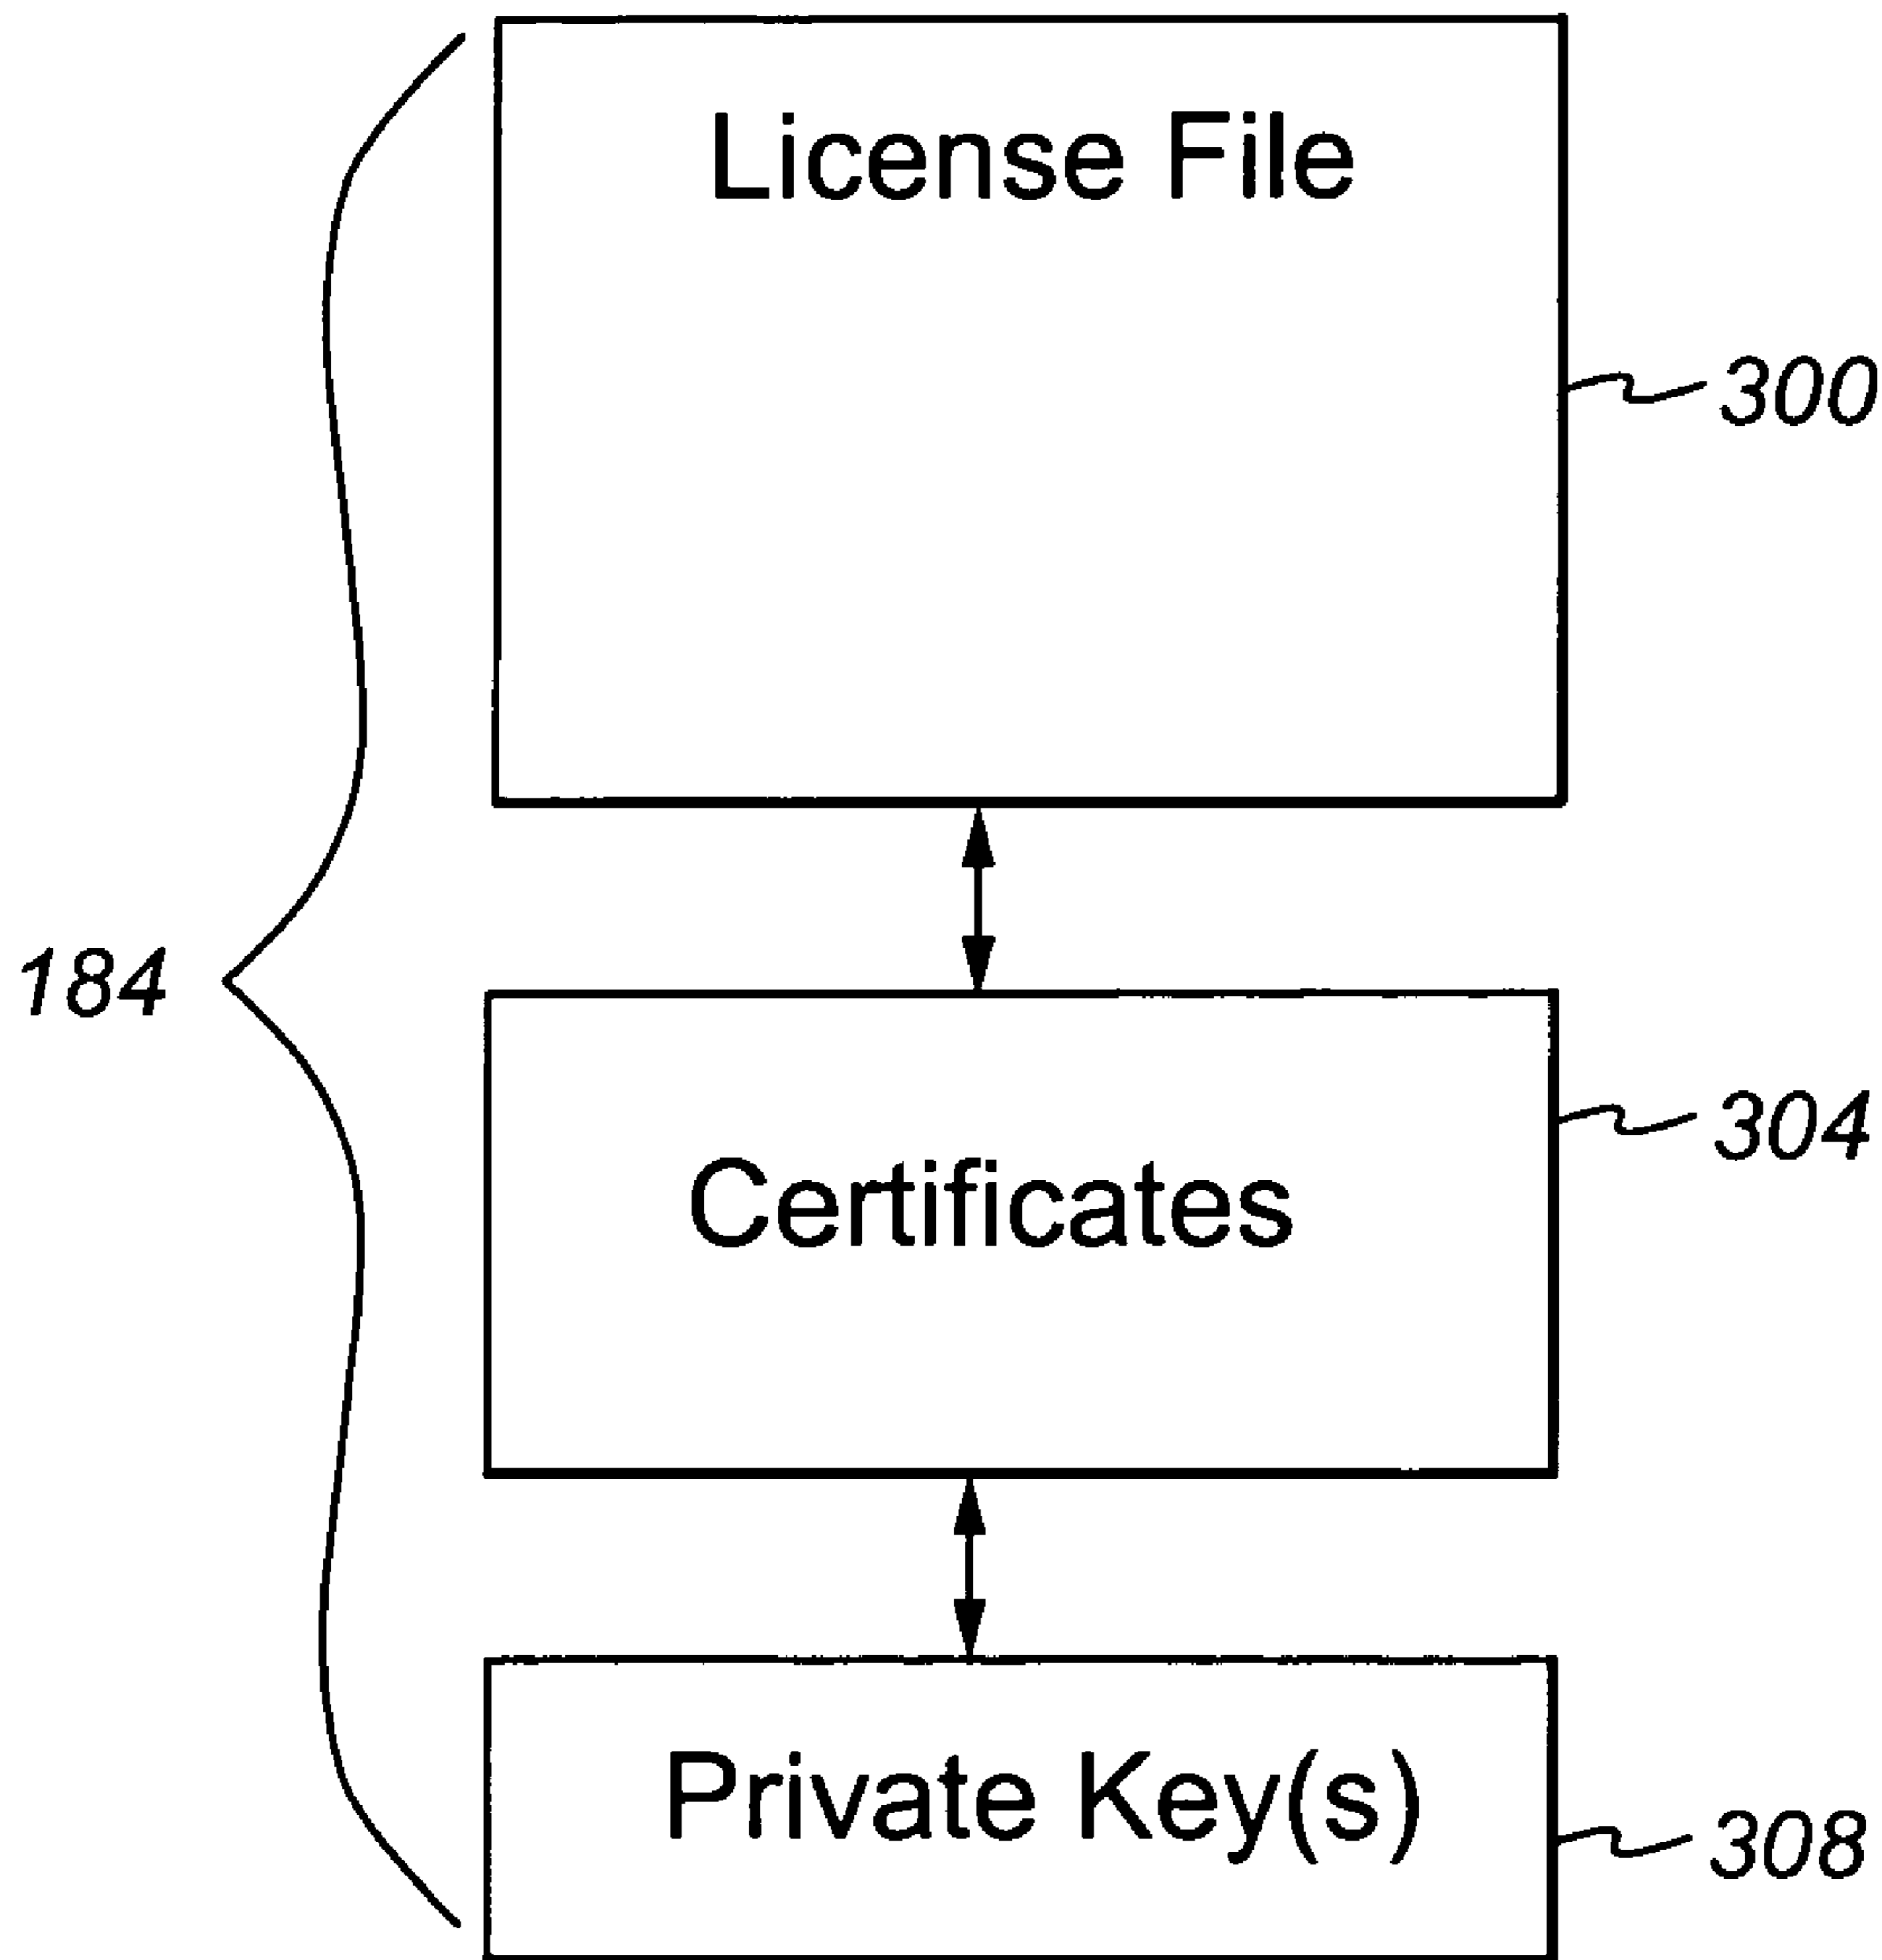 License File
300
184
304
Certificates
Private Key(s)
308